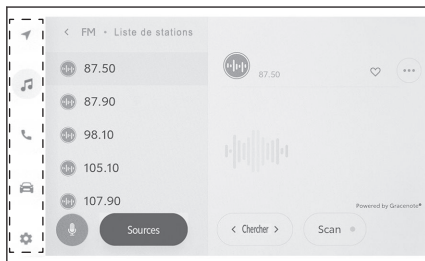 < FM • Liste de stations
87.50
87.90
98.10
105.10
107.90
Sources
87.50
Powered by Gracenote®
< Chercher >
Scan